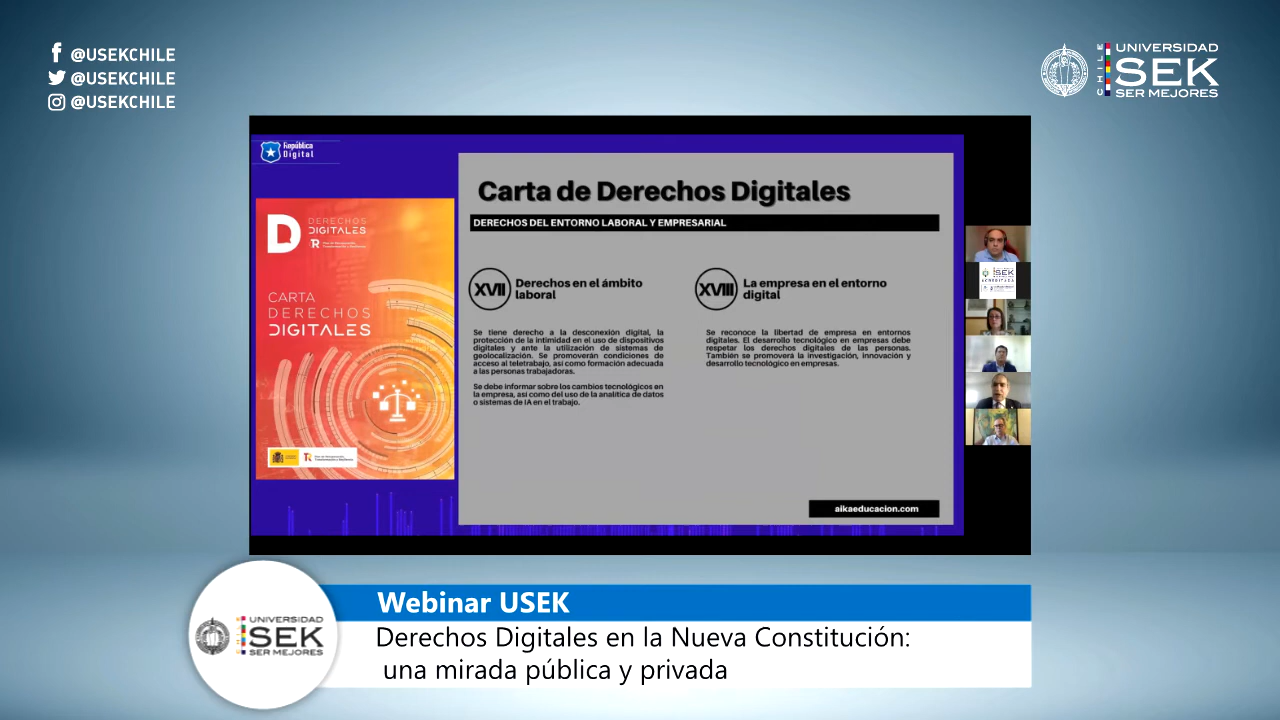 @USEKCHILE
@USEKCHILE
@USEKCHILE
CHILE
UNIVERSIDAD
SEK
SER MEJORES
República
Digital
DERECHOS
DIGITALES
CARTA
DERECHOS
DIGITALES
Carta de Derechos Digitales
DERECHOS DEL ENTORNO LABORAL Y EMPRESARIAL
XVII
Derechos en el ámbito
laboral
Se tiene derecho a la desconexión digital, la
protección de la intimidad en el uso de dispositivos
digitales y ante la utilización de sistemas de
geolocalización. Se promoverán condiciones de
acceso al teletrabajo, así como formación adecuada
a las personas trabajadoras.
Se debe informar sobre los cambios tecnológicos en
la empresa, así como del uso de la analítica de datos
o sistemas de IA en el trabajo.
XVIII
La empresa en el entorno
digital
Se reconoce la libertad de empresa en entornos
digitales. El desarrollo tecnológico en empresas debe
respetar los derechos digitales de las personas.
También se promoverá la investigación, innovación y
desarrollo tecnológico en empresas.
aikaeducacion.com
SEK
UNIVERSIDAD
SEK
SER MEJORES
Webinar USEK
Derechos Digitales en la Nueva Constitución:
una mirada pública y privada